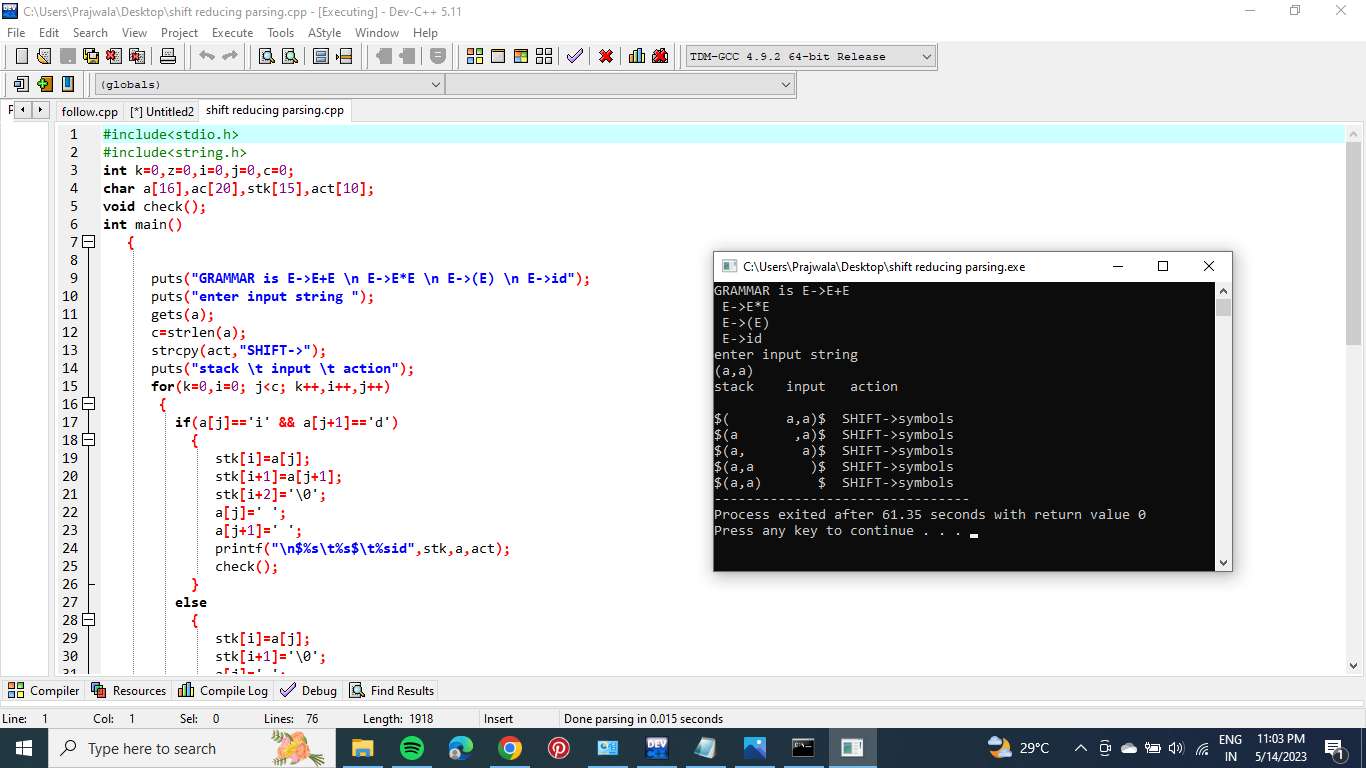 C:\Users\Prajwala\Desktop\shift reducing parsing.cpp - [Executing] - Dev-C++ 5.11
File Edit Search View Project Execute Tools AStyle Window Help
TDM-GCC 4.9.2 64-bit Release
(globals)
follow.cpp [*] Untitled2 shift reducing parsing.cpp
1 #include<stdio.h>
2 #include<string.h>
3 int k=0,z=0,i=0,j=0,c=0;
4 char a[16],ac[20],stk[15],act[10];
5 void check();
6 int main()
7 {
8
9 puts("GRAMMAR is E->E+E \n E->E*E \n E->(E) \n E->id");
10 puts("enter input string ");
11 gets(a);
12 c=strlen(a);
13 strcpy(act,"SHIFT->");
14 puts("stack \t input \t action");
15 for(k=0,i=0; j<c; k++,i++,j++)
16 {
17 if(a[j]=='i' && a[j+1]=='d')
18 {
19 stk[i]=a[j];
20 stk[i+1]=a[j+1];
21 stk[i+2]='\0';
22 a[j]=' ';
23 a[j+1]=' ';
24 printf("\n$%s\t%s$\t%sid",stk,a,act);
25 check();
26 }
27 else
28 {
29 stk[i]=a[j];
30 stk[i+1]='\0';
31 a[j]=' ';
C:\Users\Prajwala\Desktop\shift reducing parsing.exe
GRAMMAR is E->E+E
E->E*E
E->(E)
E->id
enter input string
(a,a)
stack input action
$( a,a)$ SHIFT->symbols
$(a ,a)$ SHIFT->symbols
$(a, a)$ SHIFT->symbols
$(a,a )$ SHIFT->symbols
$(a,a) $ SHIFT->symbols
--------------------------------
Process exited after 61.35 seconds with return value 0
Press any key to continue . . .
Compiler Resources Compile Log Debug Find Results
Line: 1 Col: 1 Sel: 0 Lines: 76 Length: 1918 Insert Done parsing in 0.015 seconds
Type here to search
DEV
29°C
ENG
IN
11:03 PM
5/14/2023
1